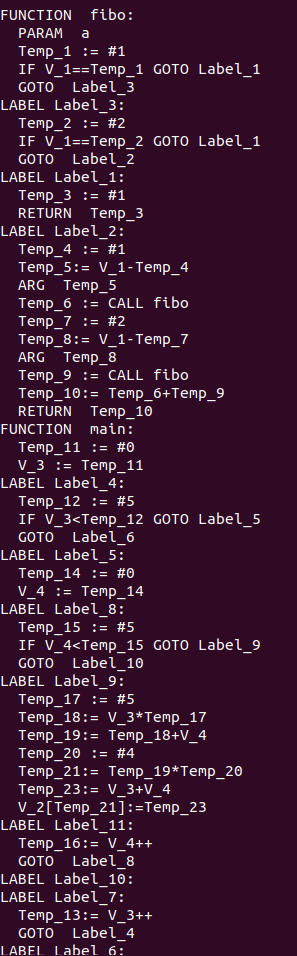 FUNCTION  fibo:
  PARAM  a
  Temp_1 := #1
  IF V_1==Temp_1 GOTO Label_1
  GOTO  Label_3
LABEL Label_3:
  Temp_2 := #2
  IF V_1==Temp_2 GOTO Label_1
  GOTO  Label_2
LABEL Label_1:
  Temp_3 := #1
  RETURN  Temp_3
LABEL Label_2:
  Temp_4 := #1
  Temp_5:= V_1-Temp_4
  ARG  Temp_5
  Temp_6 := CALL fibo
  Temp_7 := #2
  Temp_8:= V_1-Temp_7
  ARG  Temp_8
  Temp_9 := CALL fibo
  Temp_10:= Temp_6+Temp_9
  RETURN  Temp_10
FUNCTION  main:
  Temp_11 := #0
  V_3 := Temp_11
LABEL Label_4:
  Temp_12 := #5
  IF V_3<Temp_12 GOTO Label_5
  GOTO  Label_6
LABEL Label_5:
  Temp_14 := #0
  V_4 := Temp_14
LABEL Label_8:
  Temp_15 := #5
  IF V_4<Temp_15 GOTO Label_9
  GOTO  Label_10
LABEL Label_9:
  Temp_17 := #5
  Temp_18:= V_3*Temp_17
  Temp_19:= Temp_18+V_4
  Temp_20 := #4
  Temp_21:= Temp_19*Temp_20
  Temp_23:= V_3+V_4
  V_2[Temp_21]:=Temp_23
LABEL Label_11:
  Temp_16:= V_4++
  GOTO  Label_8
LABEL Label_10:
LABEL Label_7:
  Temp_13:= V_3++
  GOTO  Label_4
LABEL Label_6: